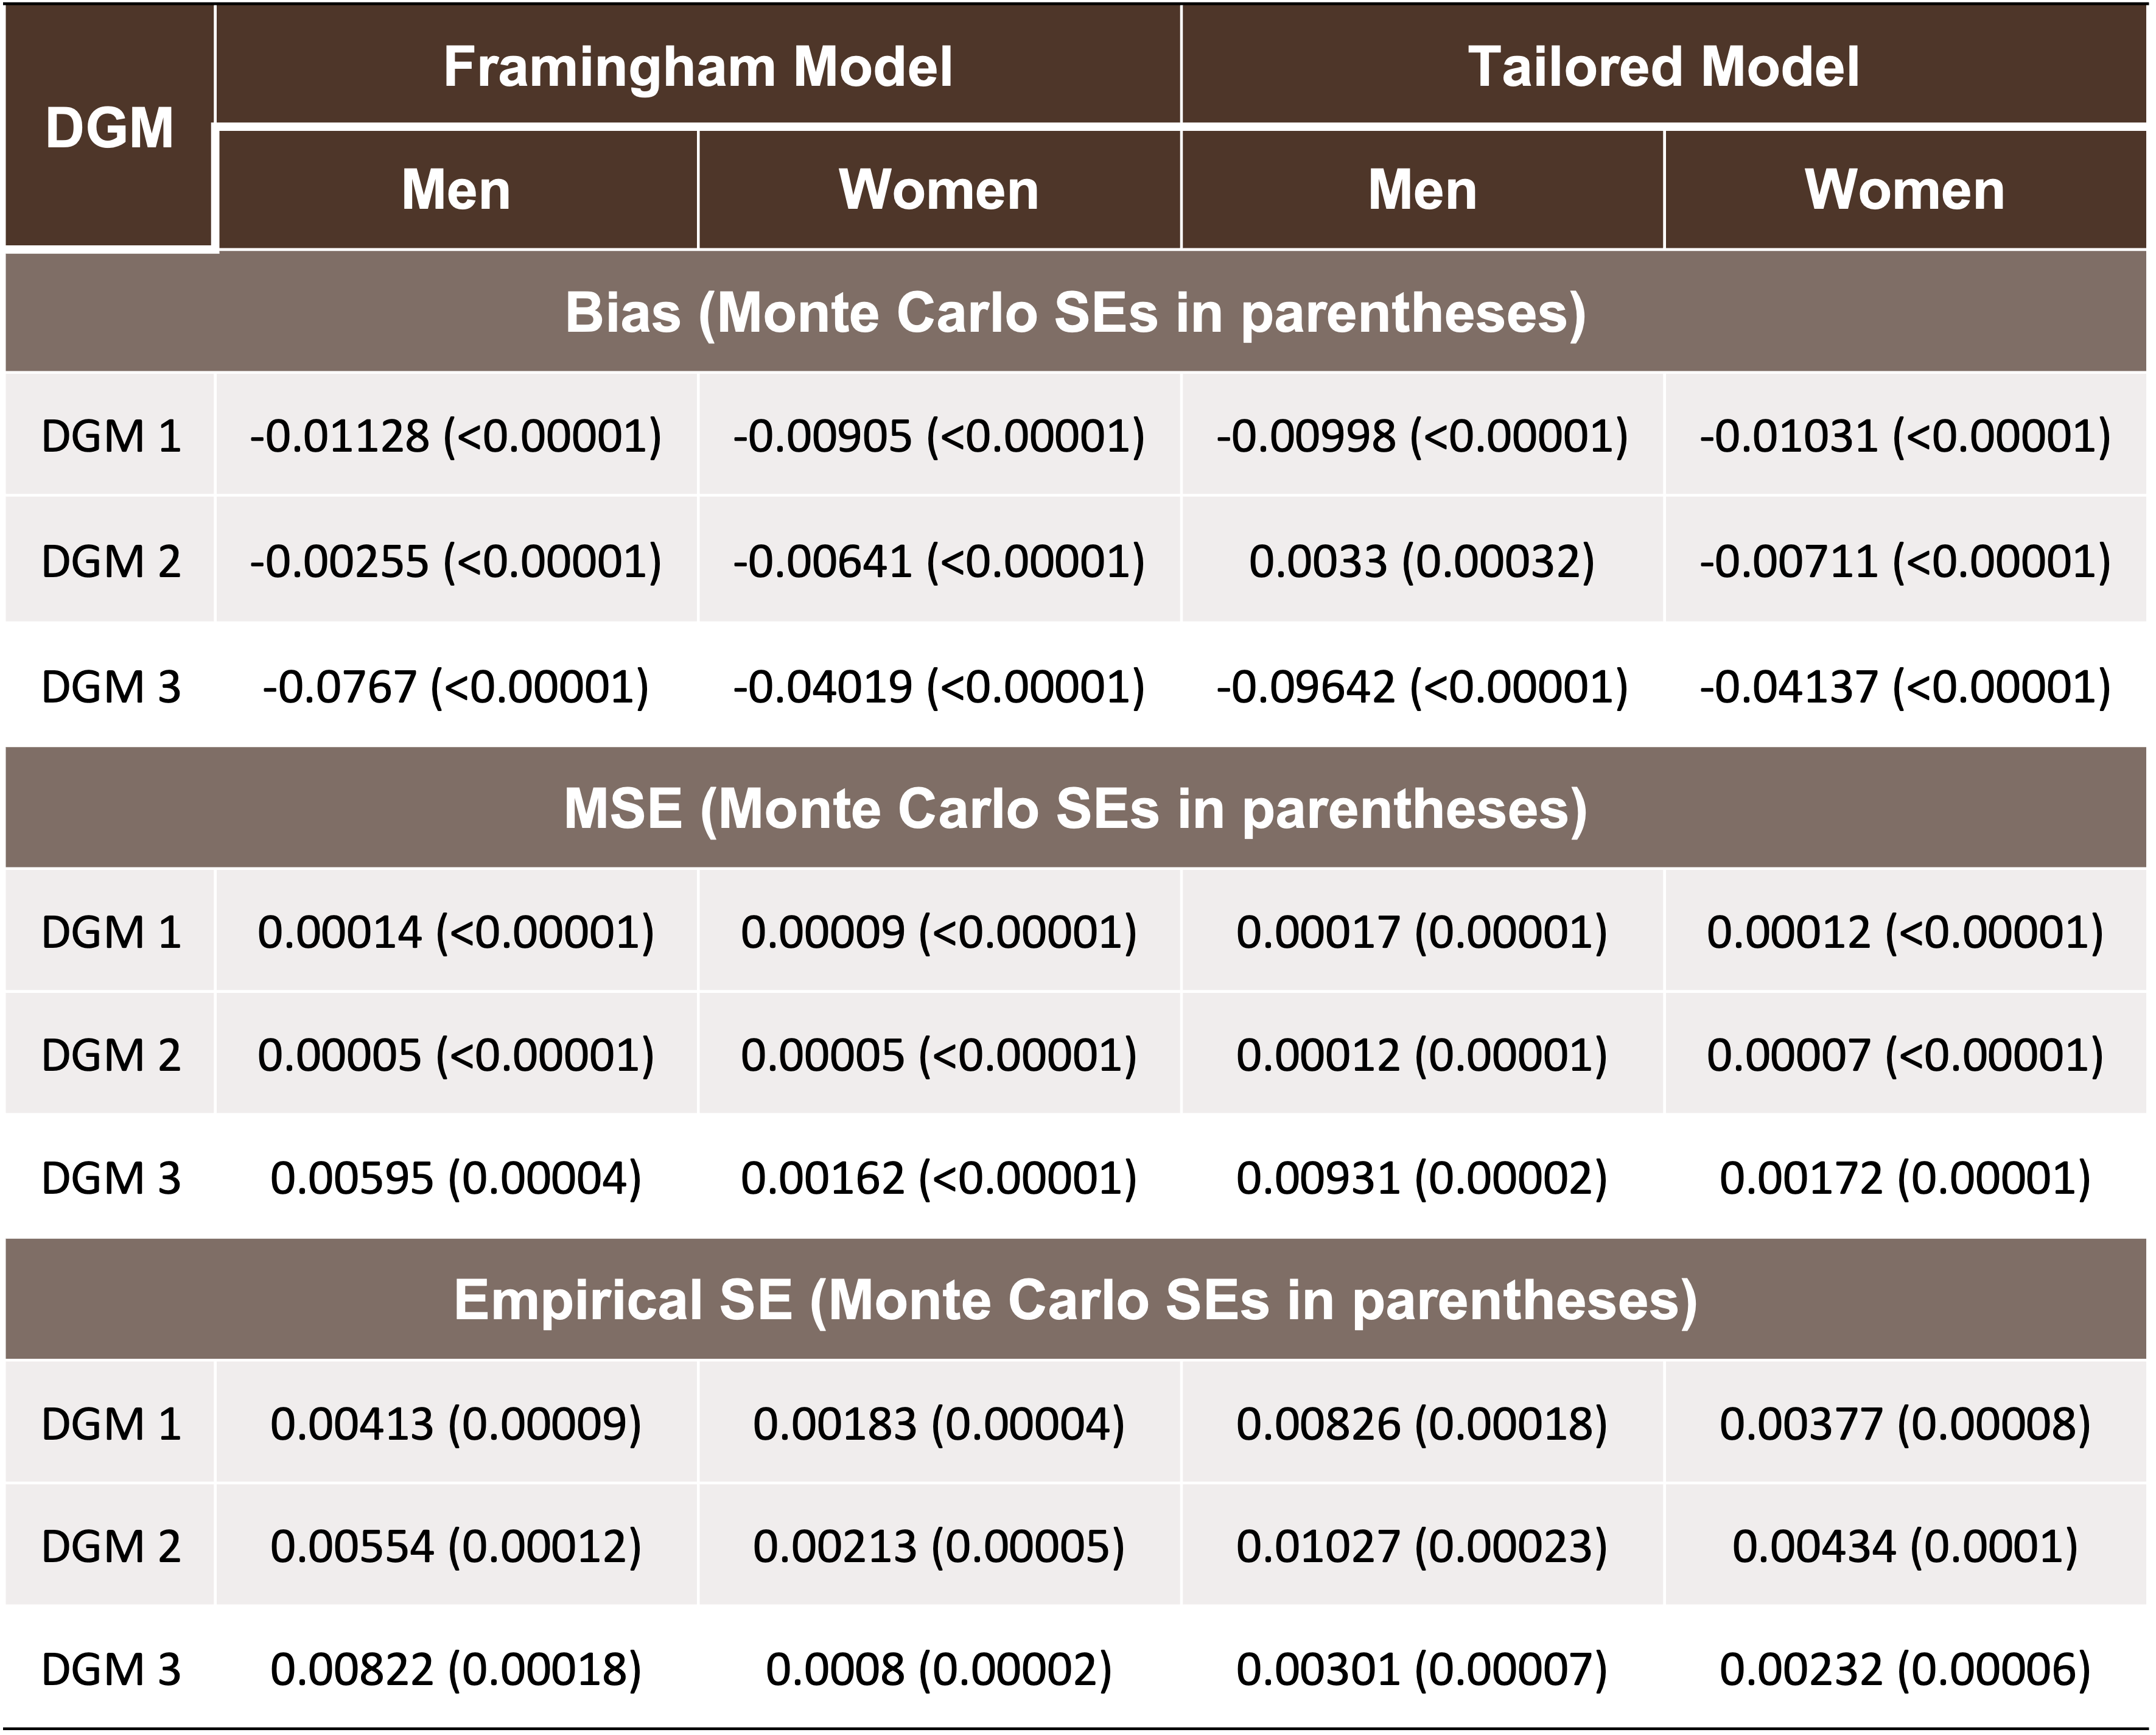 DGM Framingham Model Tailored Model
Men Women Men Women
Bias (Monte Carlo SEs in parentheses)
DGM 1 -0.01128 (<0.00001) -0.00905 (<0.00001) -0.00998 (<0.00001) -0.01031 (<0.00001)
DGM 2 -0.00255 (<0.00001) -0.00641 (<0.00001) 0.0033 (0.00032) -0.00711 (<0.00001)
DGM 3 -0.0767 (<0.00001) -0.04019 (<0.00001) -0.09642 (<0.00001) -0.04137 (<0.00001)
MSE (Monte Carlo SEs in parentheses)
DGM 1 0.00014 (<0.00001) 0.00009 (<0.00001) 0.00017 (0.00001) 0.00012 (<0.00001)
DGM 2 0.00005 (<0.00001) 0.00005 (<0.00001) 0.00012 (0.00001) 0.00007 (<0.00001)
DGM 3 0.00595 (0.00004) 0.00162 (<0.00001) 0.00931 (0.00002) 0.00172 (0.00001)
Empirical SE (Monte Carlo SEs in parentheses)
DGM 1 0.00413 (0.00009) 0.00183 (0.00004) 0.00826 (0.00018) 0.00377 (0.00008)
DGM 2 0.00554 (0.00012) 0.00213 (0.00005) 0.01027 (0.00023) 0.00434 (0.0001)
DGM 3 0.00822 (0.00018) 0.0008 (0.00002) 0.00301 (0.00007) 0.00232 (0.00006)